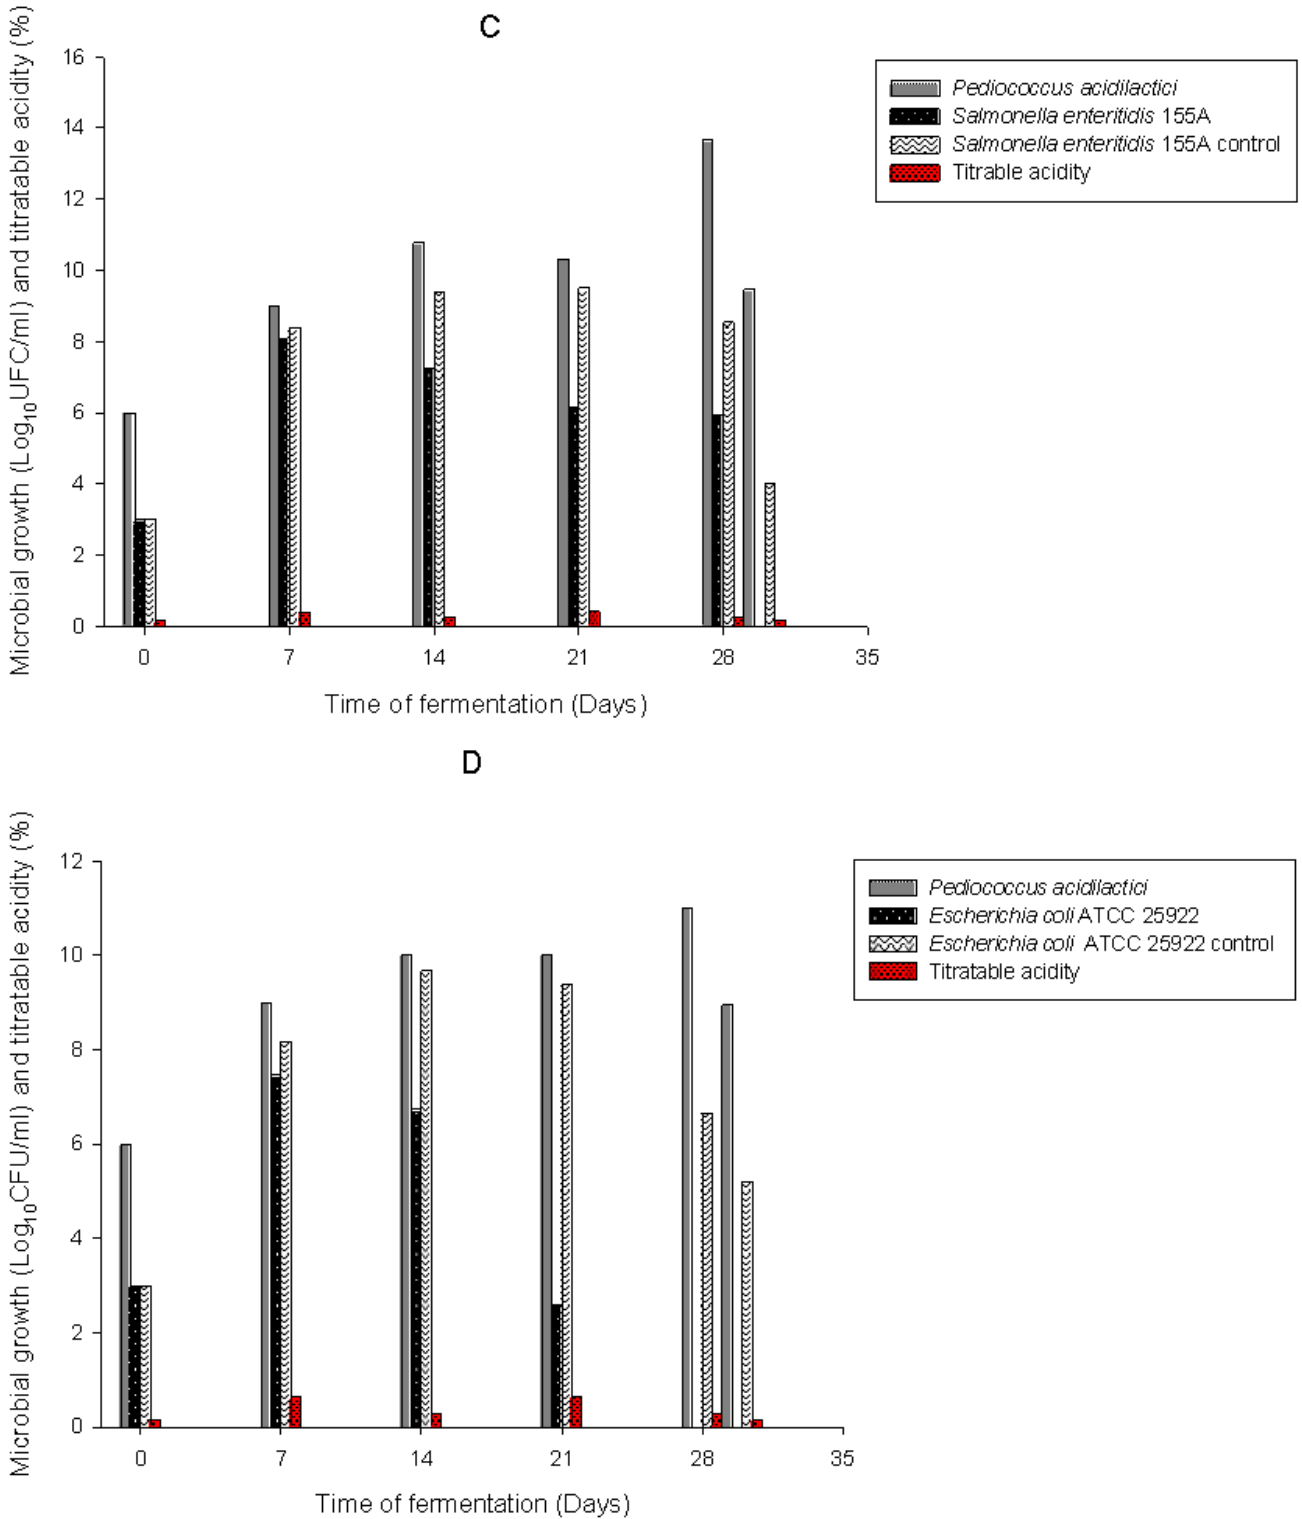 C
Microbial growth (Log10UFC/ml) and titratable acidity (%)
16
14
12
10
8
6
4
2
0
0 7 14 21 28 35
Time of fermentation (Days)
Pediococcus acidilactici
Salmonella enteritidis 155A
Salmonella enteritidis 155A control
Titrable acidity
D
Microbial growth (Log10CFU/ml) and titratable acidity (%)
12
10
8
6
4
2
0
0 7 14 21 28 35
Time of fermentation (Days)
Pediococcus acidilactici
Escherichia coli ATCC 25922
Escherichia coli ATCC 25922 control
Titratable acidity